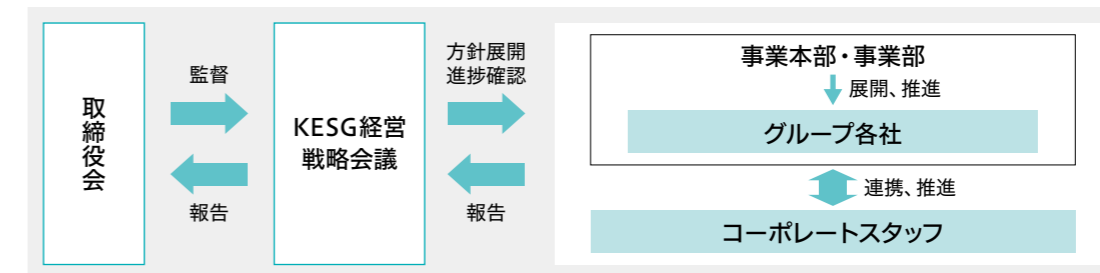 取締役会
監督
報告
KESG経営
戦略会議
方針展開
進捗確認
報告
事業本部・事業部
展開、推進
グループ各社
連携、推進
コーポレートスタッフ